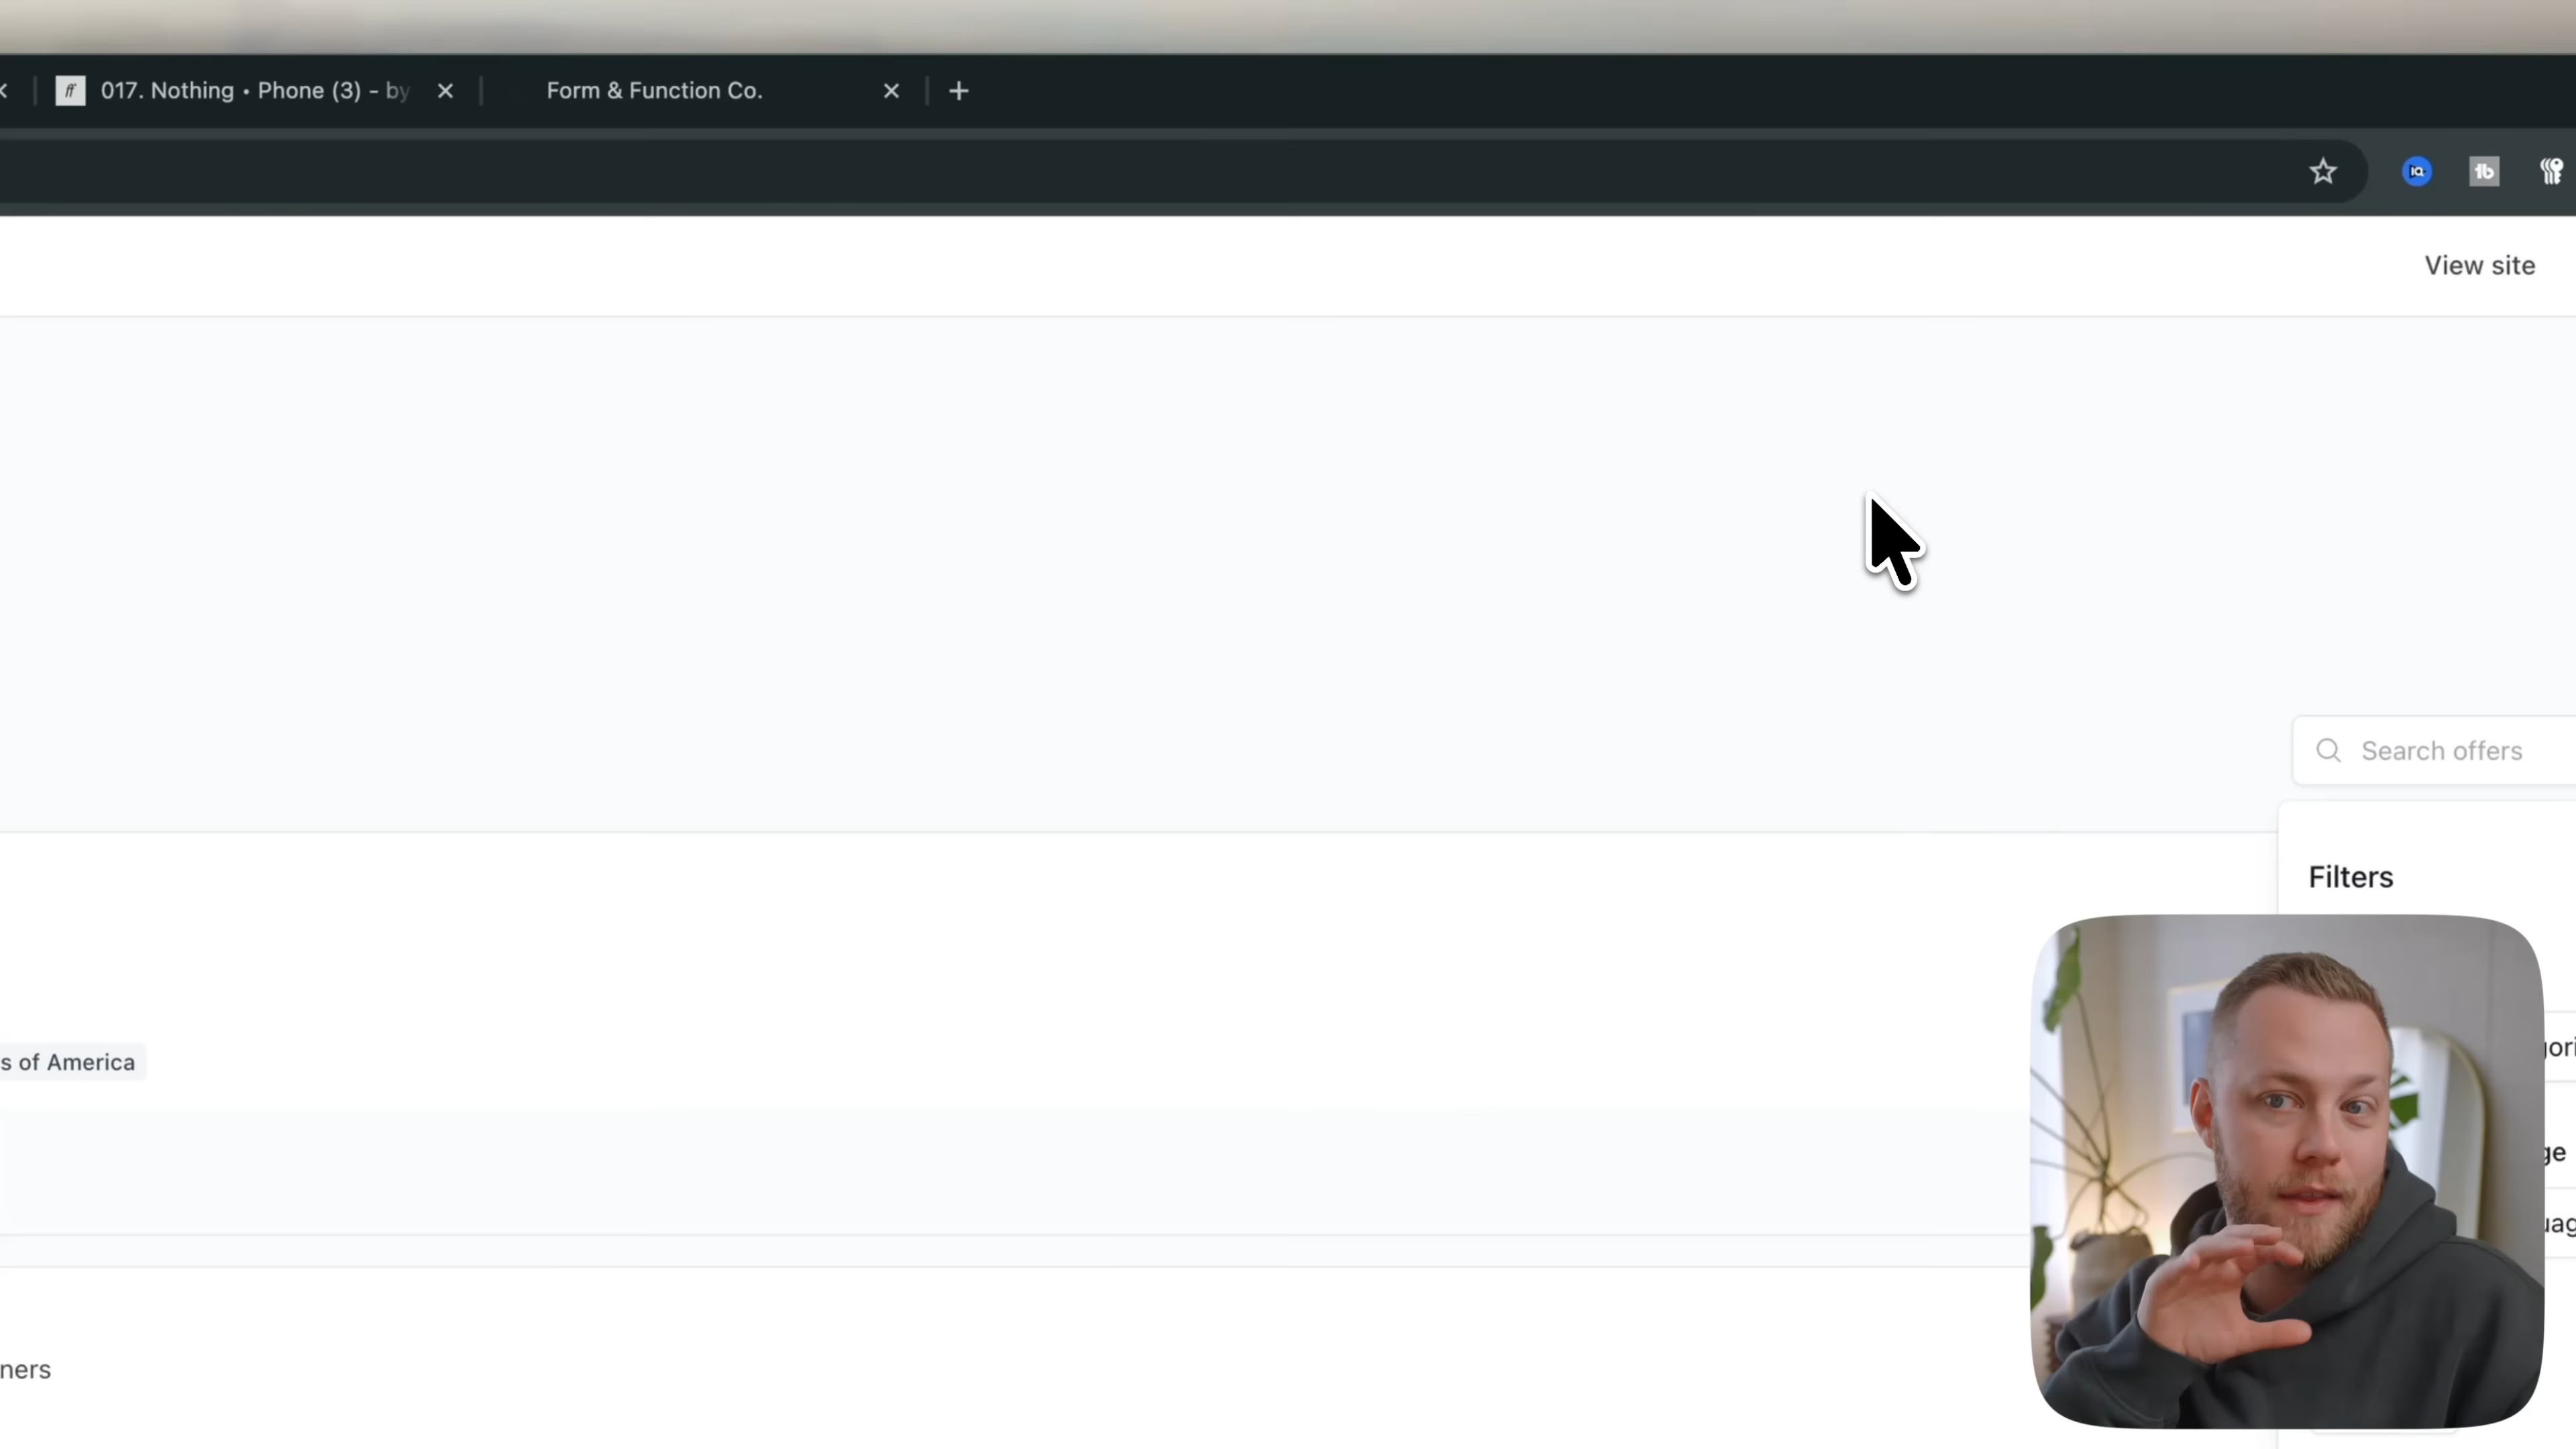 017. Nothing • Phone (3) - by
Form & Function Co.
View site
Search offers
Filters
s of America
ners